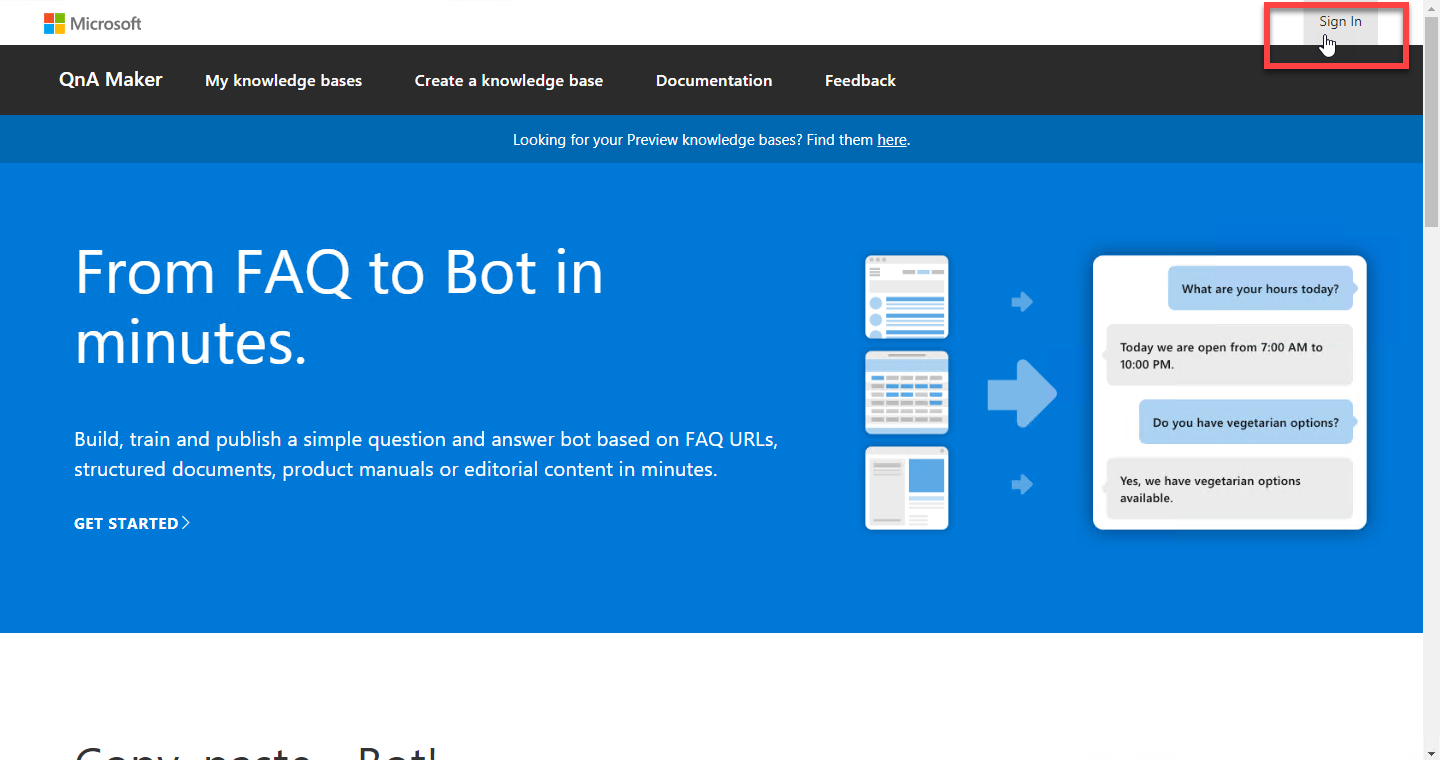 Microsoft
Sign In
QnA Maker
My knowledge bases
Create a knowledge base
Documentation
Feedback
Looking for your Preview knowledge bases? Find them here.
From FAQ to Bot in
minutes.
Build, train and publish a simple question and answer bot based on FAQ URLs,
structured documents, product manuals or editorial content in minutes.
GET STARTED
What are your hours today?
Today we are open from 7:00 AM to
10:00 PM.
Do you have vegetarian options?
Yes, we have vegetarian options
available.